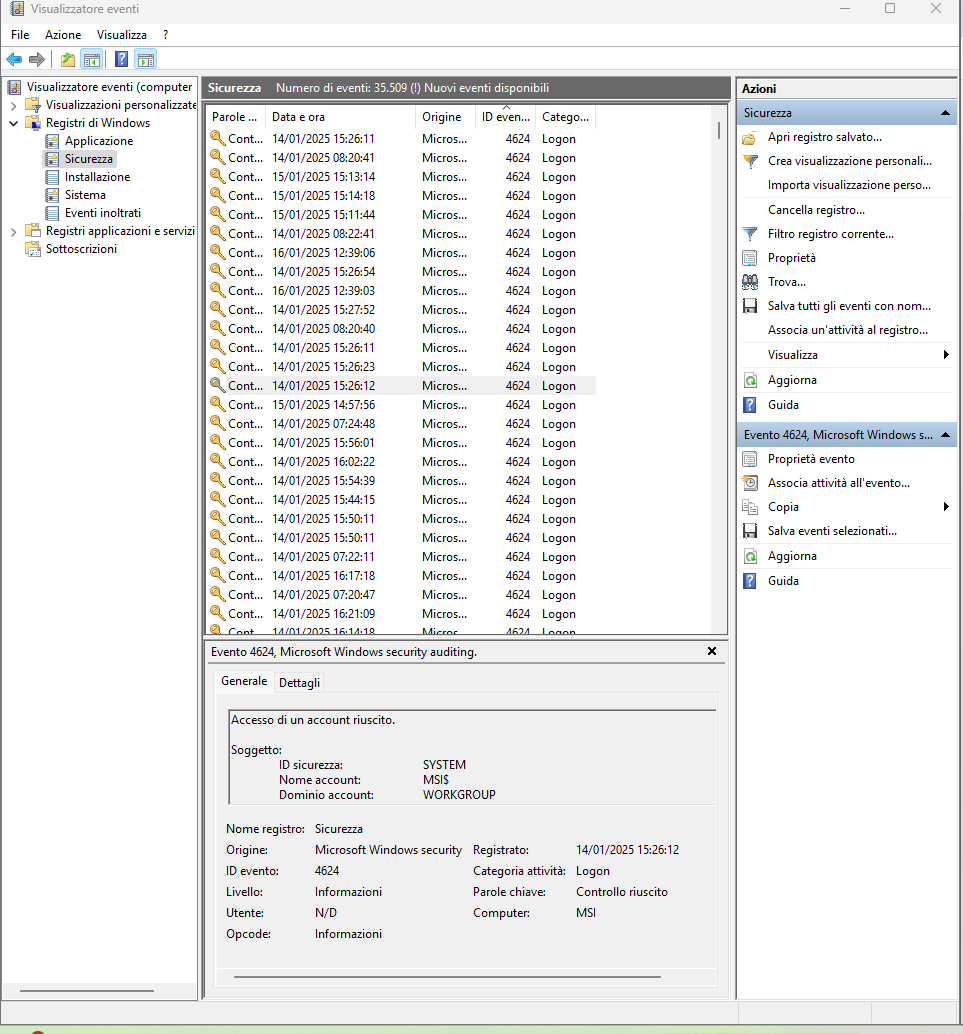 Visualizzatore eventi
File Azione Visualizza ?
Visualizzatore eventi (computer
Visualizzazioni personalizzate
Registri di Windows
Applicazione
Sicurezza
Installazione
Sistema
Eventi inoltrati
Registri applicazioni e servizi
Sottoscrizioni
Sicurezza Numero di eventi: 35.509 (!) Nuovi eventi disponibili
Parole ... Data e ora Origine ID even... Catego...
Cont... 14/01/2025 15:26:11 Micros... 4624 Logon
Cont... 14/01/2025 08:20:41 Micros... 4624 Logon
Cont... 15/01/2025 15:13:14 Micros... 4624 Logon
Cont... 15/01/2025 15:14:18 Micros... 4624 Logon
Cont... 15/01/2025 15:11:44 Micros... 4624 Logon
Cont... 14/01/2025 08:22:41 Micros... 4624 Logon
Cont... 16/01/2025 12:39:06 Micros... 4624 Logon
Cont... 14/01/2025 15:26:54 Micros... 4624 Logon
Cont... 16/01/2025 12:39:03 Micros... 4624 Logon
Cont... 14/01/2025 15:27:52 Micros... 4624 Logon
Cont... 14/01/2025 08:20:40 Micros... 4624 Logon
Cont... 14/01/2025 15:26:11 Micros... 4624 Logon
Cont... 14/01/2025 15:26:23 Micros... 4624 Logon
Cont... 14/01/2025 15:26:12 Micros... 4624 Logon
Cont... 15/01/2025 14:57:56 Micros... 4624 Logon
Cont... 14/01/2025 07:24:48 Micros... 4624 Logon
Cont... 14/01/2025 15:56:01 Micros... 4624 Logon
Cont... 14/01/2025 16:02:22 Micros... 4624 Logon
Cont... 14/01/2025 15:54:39 Micros... 4624 Logon
Cont... 14/01/2025 15:44:15 Micros... 4624 Logon
Cont... 14/01/2025 15:50:11 Micros... 4624 Logon
Cont... 14/01/2025 15:50:11 Micros... 4624 Logon
Cont... 14/01/2025 07:22:11 Micros... 4624 Logon
Cont... 14/01/2025 16:17:18 Micros... 4624 Logon
Cont... 14/01/2025 07:20:47 Micros... 4624 Logon
Cont... 14/01/2025 16:21:09 Micros... 4624 Logon
Cont... 14/01/2025 16:14:18 Micros... 4624 Logon
Evento 4624, Microsoft Windows security auditing.
Generale Dettagli
Accesso di un account riuscito.
Soggetto:
ID sicurezza: SYSTEM
Nome account: MSI$
Dominio account: WORKGROUP
Nome registro: Sicurezza
Origine: Microsoft Windows security Registrato: 14/01/2025 15:26:12
ID evento: 4624 Categoria attività: Logon
Livello: Informazioni Parole chiave: Controllo riuscito
Utente: N/D Computer: MSI
Opcode: Informazioni
Azioni
Sicurezza
Apri registro salvato...
Crea visualizzazione personali...
Importa visualizzazione perso...
Cancella registro...
Filtro registro corrente...
Proprietà
Trova...
Salva tutti gli eventi con nom...
Associa un'attività al registro...
Visualizza
Aggiorna
Guida
Evento 4624, Microsoft Windows s...
Proprietà evento
Associa attività all'evento...
Copia
Salva eventi selezionati...
Aggiorna
Guida